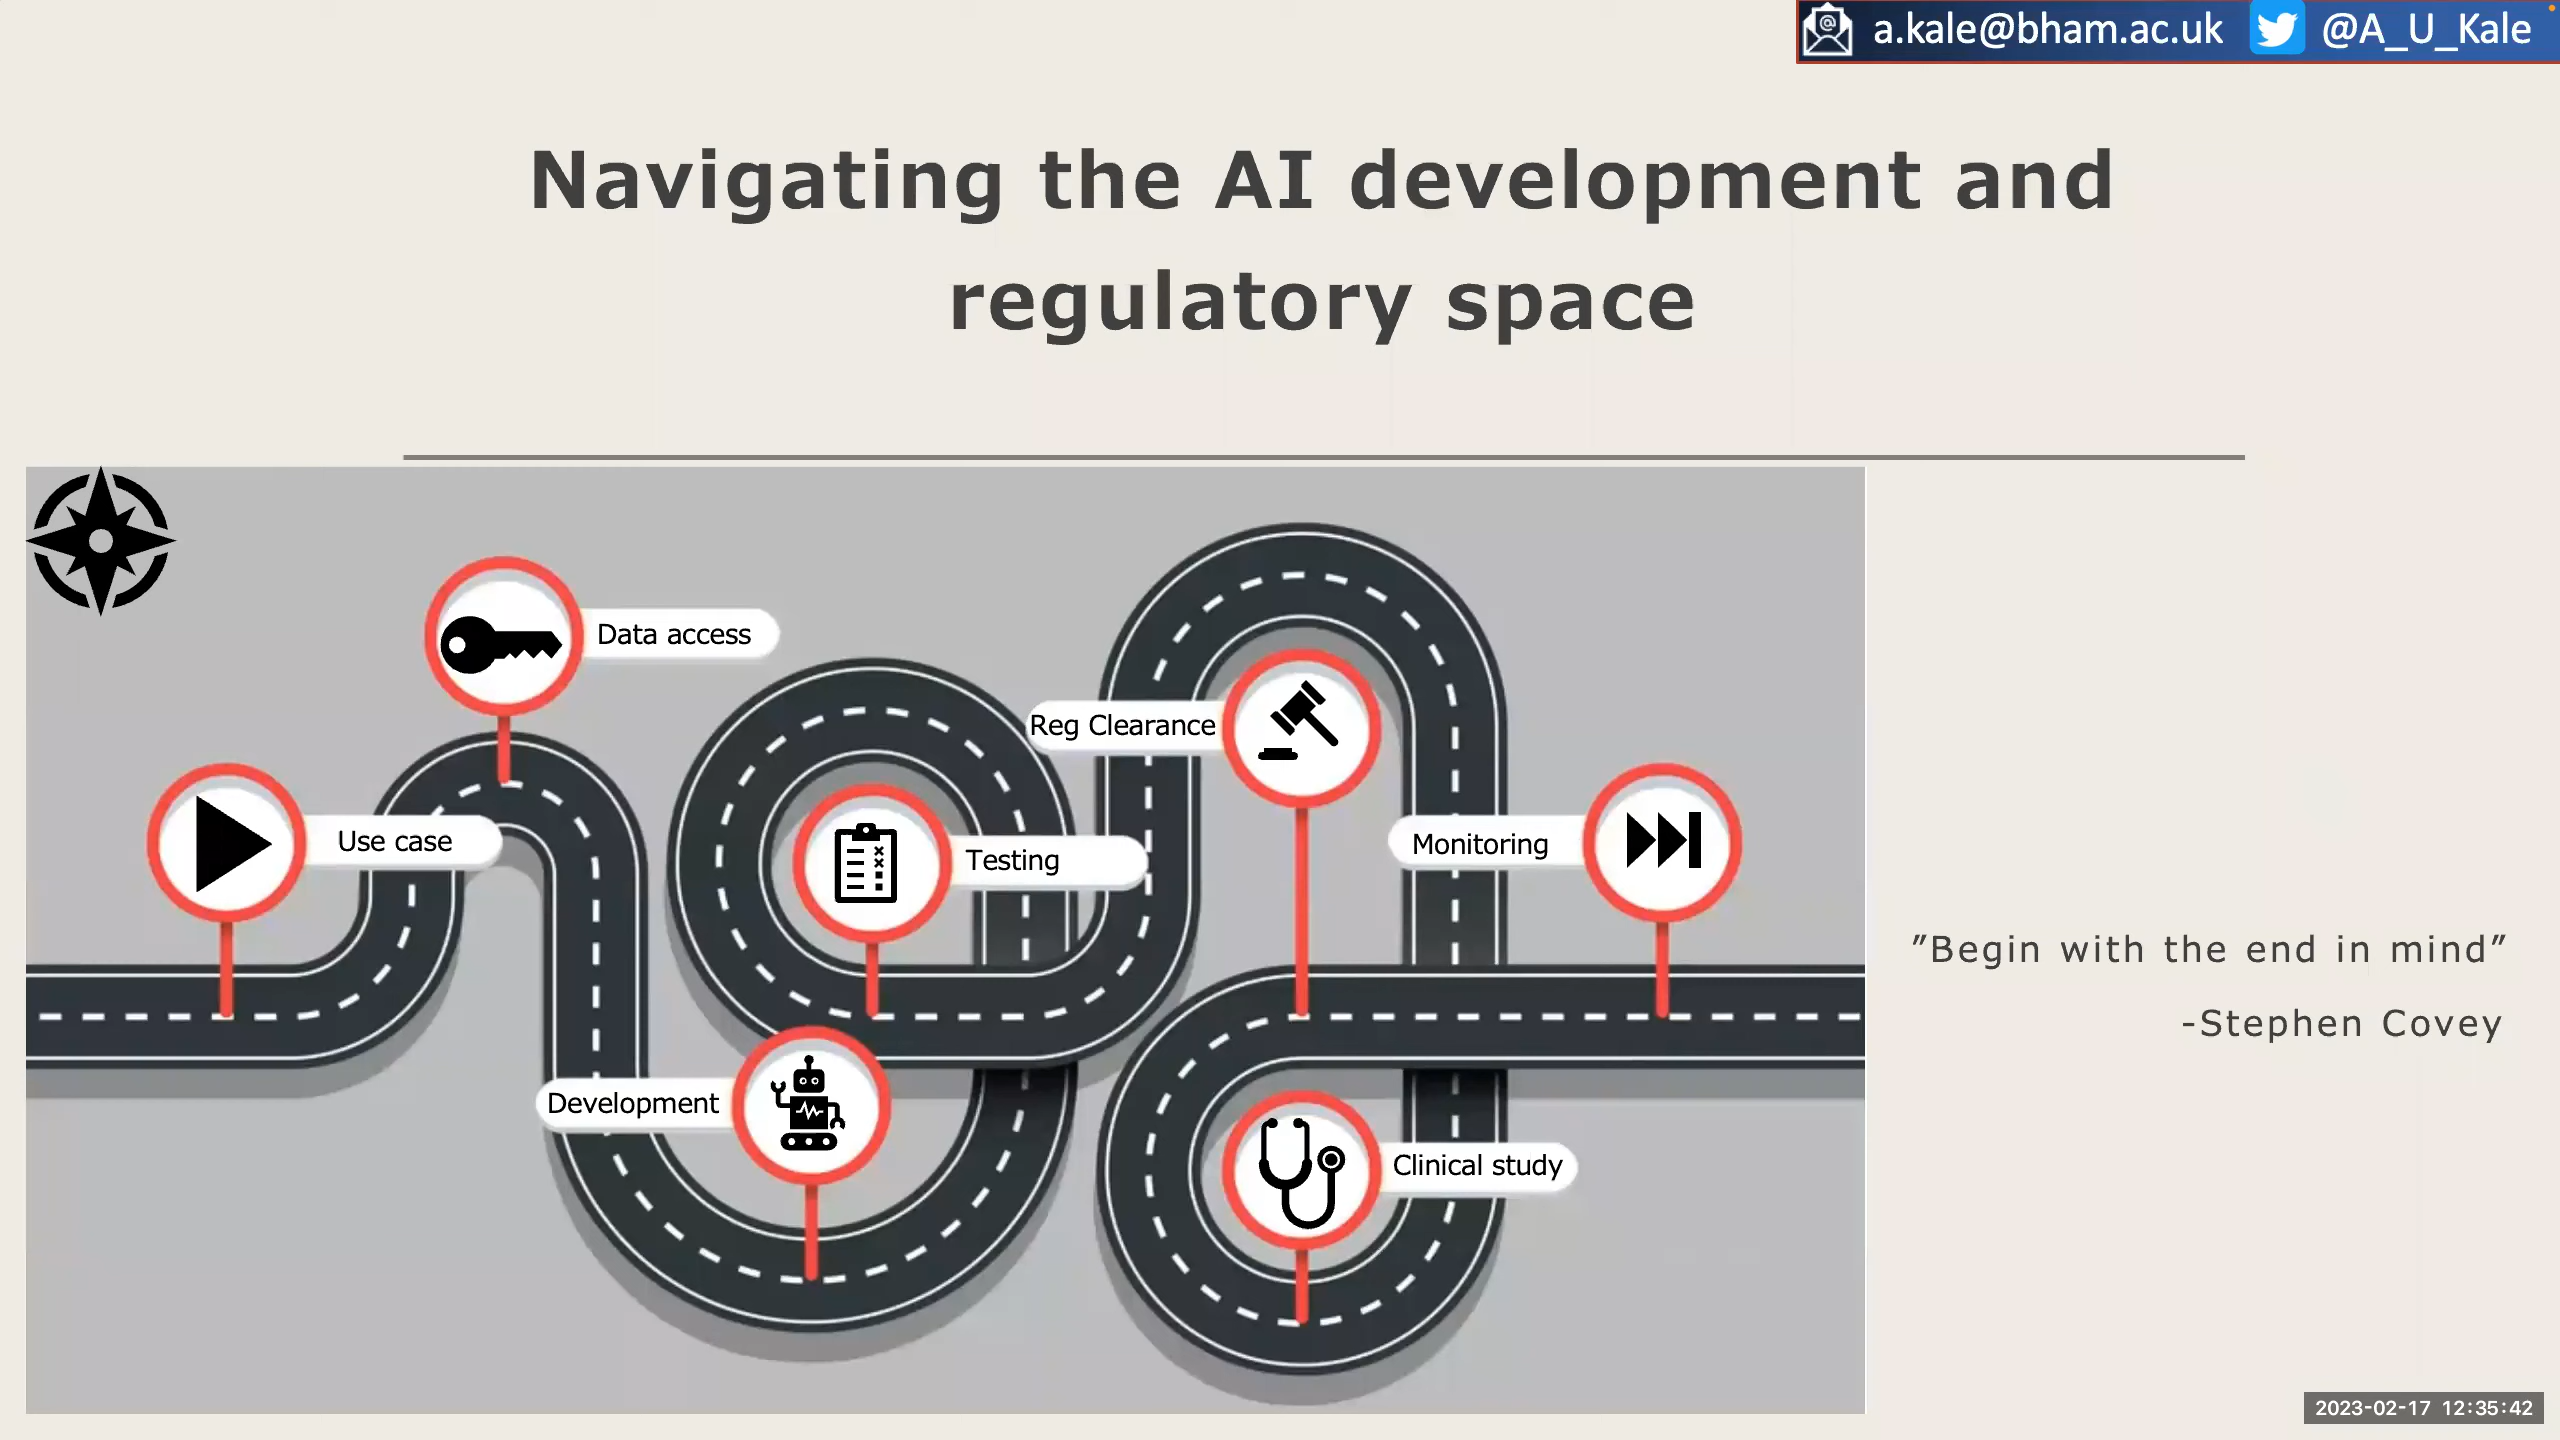 a.kale@bham.ac.uk @A_U_Kale
Navigating the AI development and
regulatory space
Data access
Reg Clearance
Use case
Testing
Monitoring
Development
Clinical study
”Begin with the end in mind”
-Stephen Covey
2023-02-17 12:35:42